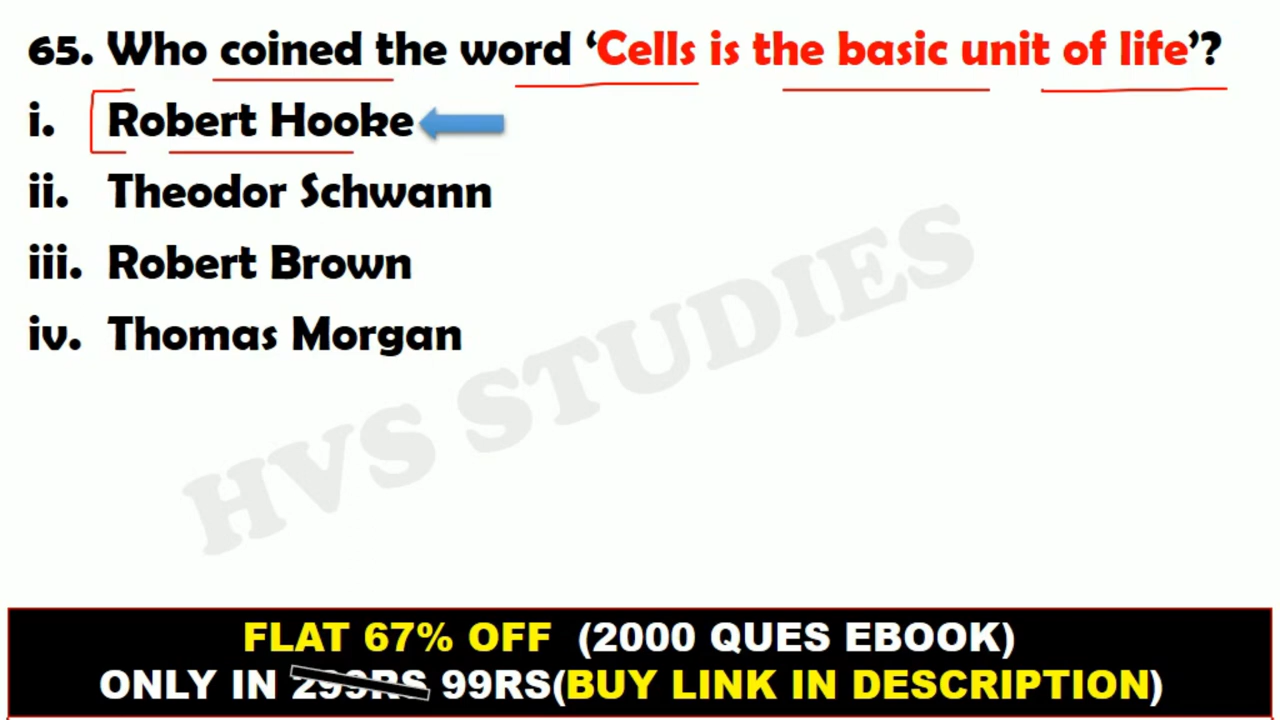 65. Who coined the word ‘Cells is the basic unit of life’?
i. Robert Hooke
ii. Theodor Schwann
iii. Robert Brown
iv. Thomas Morgan
HVS STUDIES
FLAT 67% OFF (2000 QUES EBOOK)
ONLY IN 299RS 99RS(BUY LINK IN DESCRIPTION)